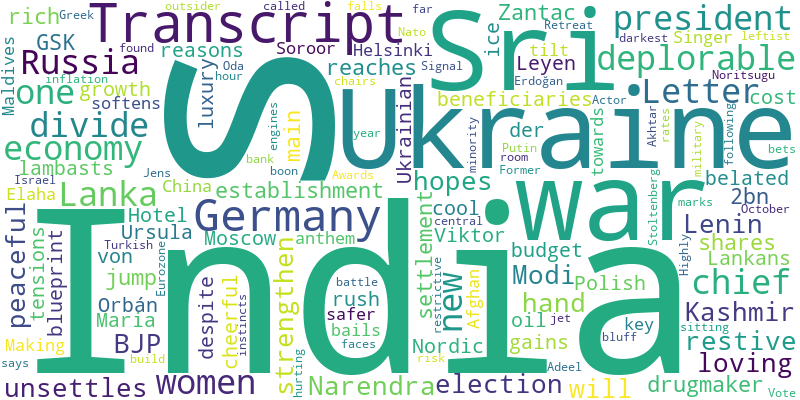 outsider
called
falls
far
Greek
Nato
Retreat
darkest
leftist
rich
GSK
Transcript
Sri
Zantac
president
Maldives
reasons
Soroor
Helsinki
ice
Singer
deplorable
Russia
reaches
Signal
Leyen
tilt
Actor
Noritsugu
one
growth
found
Oda
hour
S
Ukraine
war
Erdoğan
chairs
beneficiaries
Letter
cost
inflation
softens
luxury
main
Ukrainian
der
towards
Akhtar
rates
military
following
divide
engines
year
minority
Putin
room
Former
bets
economy
lambasts
Jens
bank
boon
Awards
hopes
belated
Israel
Elaha
China
establishment
cool
central
Stoltenberg
marks
October
2bn
Lanka
Germany
Hotel
Ursula
Moscow
anthem
settlement
Viktor
budget
Lenin
shares
Lankans
peaceful
tensions
blueprint
von
Turkish
India
strengthen
battle
restrictive
new
Afghan
Nordic
Modi
Polish
Highly
chief
Orbán
jump
Eurozone
despite
cheerful
instincts
rush
safer
bails
hand
oil
key
Kashmir
Maria
BJP
faces
gains
jet
bluff
sitting
restive
Making
says
build
hurting
risk
Adeel
loving
unsettles
women
Narendra
election
will
drugmaker
Vote